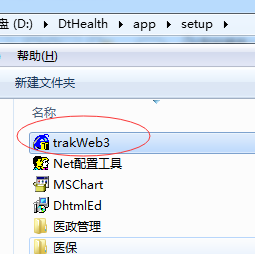 盘 (D:) ▸ DtHealth ▸ app ▸ setup ▸
帮助(H)
新建文件夹
名称
trakWeb3
Net配置工具
MSChart
DhtmlEd
医政管理
医保